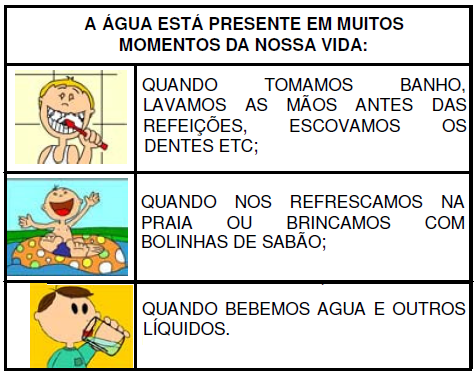 A ÁGUA ESTÁ PRESENTE EM MUITOS
MOMENTOS DA NOSSA VIDA:
QUANDO TOMAMOS BANHO,
LAVAMOS AS MÃOS ANTES DAS
REFEIÇÕES, ESCOVAMOS OS
DENTES ETC;
QUANDO NOS REFRESCAMOS NA
PRAIA OU BRINCAMOS COM
BOLINHAS DE SABÃO;
QUANDO BEBEMOS AGUA E OUTROS
LÍQUIDOS.